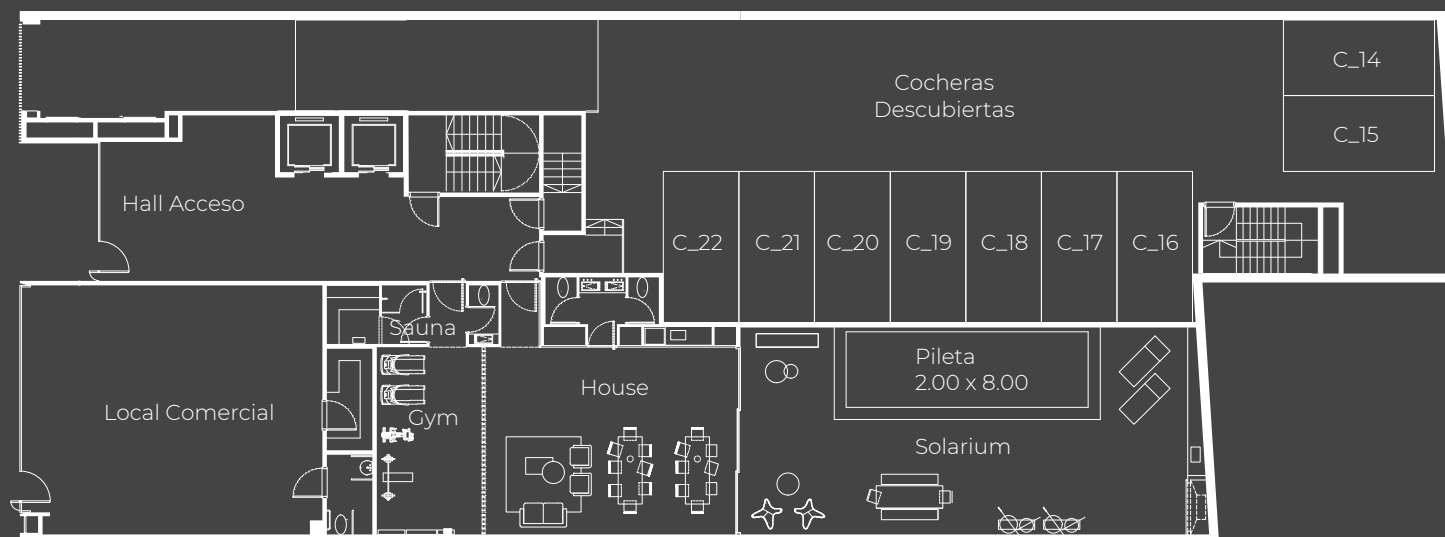 C_14
Cocheras
Descubiertas
C_15
Hall Acceso
C_22
C_21
C_20
C_19
C_18
C_17
C_16
Sauna
Pileta
2.00 x 8.00
House
Local Comercial
Gym
Solarium